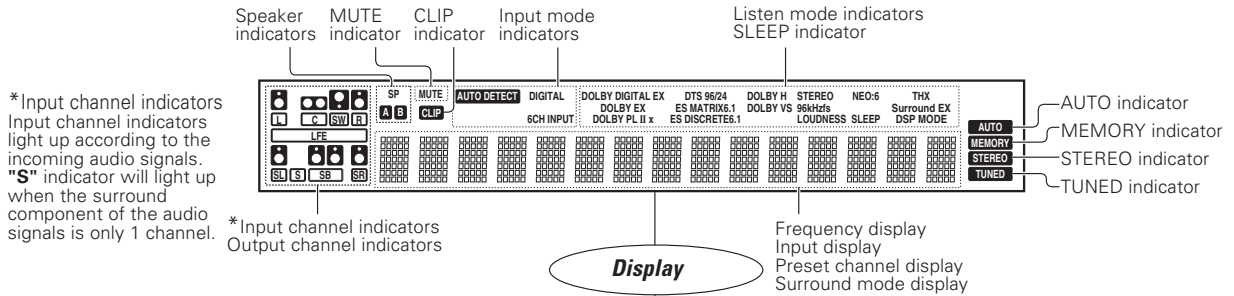 Speaker indicators
MUTE indicator
CLIP indicator
Input mode indicators
Listen mode indicators
SLEEP indicator
*Input channel indicators
Input channel indicators
light up according to the
incoming audio signals.
"S" indicator will light up
when the surround
component of the audio
signals is only 1 channel.
L C SW R
LFE
SL S SB SR
SP
A B
MUTE
CLIP
AUTO DETECT DIGITAL
6CH INPUT
DOLBY DIGITAL EX DTS 96/24 DOLBY H STEREO NEO:6 THX
DOLBY EX ES MATRIX6.1 DOLBY VS 96kHzfs Surround EX
DOLBY PL II x ES DISCRETE6.1 LOUDNESS SLEEP DSP MODE
AUTO
MEMORY
STEREO
TUNED
AUTO indicator
MEMORY indicator
STEREO indicator
TUNED indicator
*Input channel indicators
Output channel indicators
Display
Frequency display
Input display
Preset channel display
Surround mode display